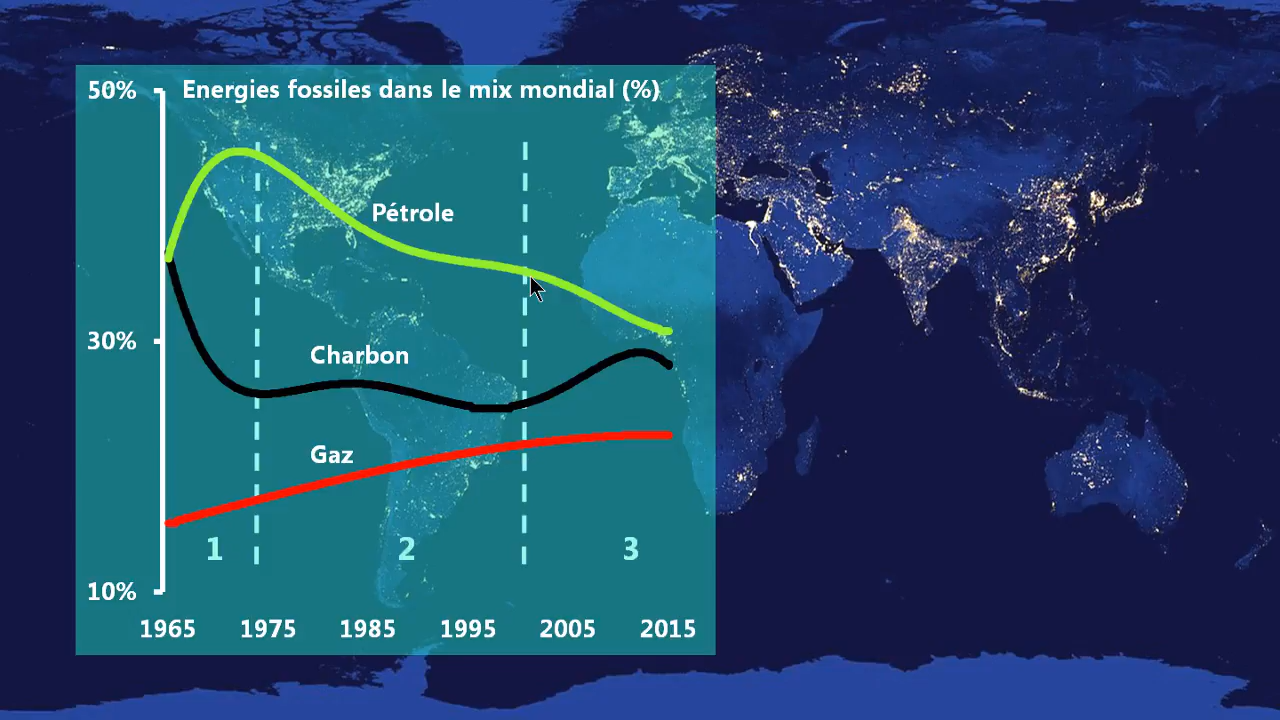 Energies fossiles dans le mix mondial (%)
50%
Pétrole
30%
Charbon
Gaz
1 2 3
10%
1965 1975 1985 1995 2005 2015